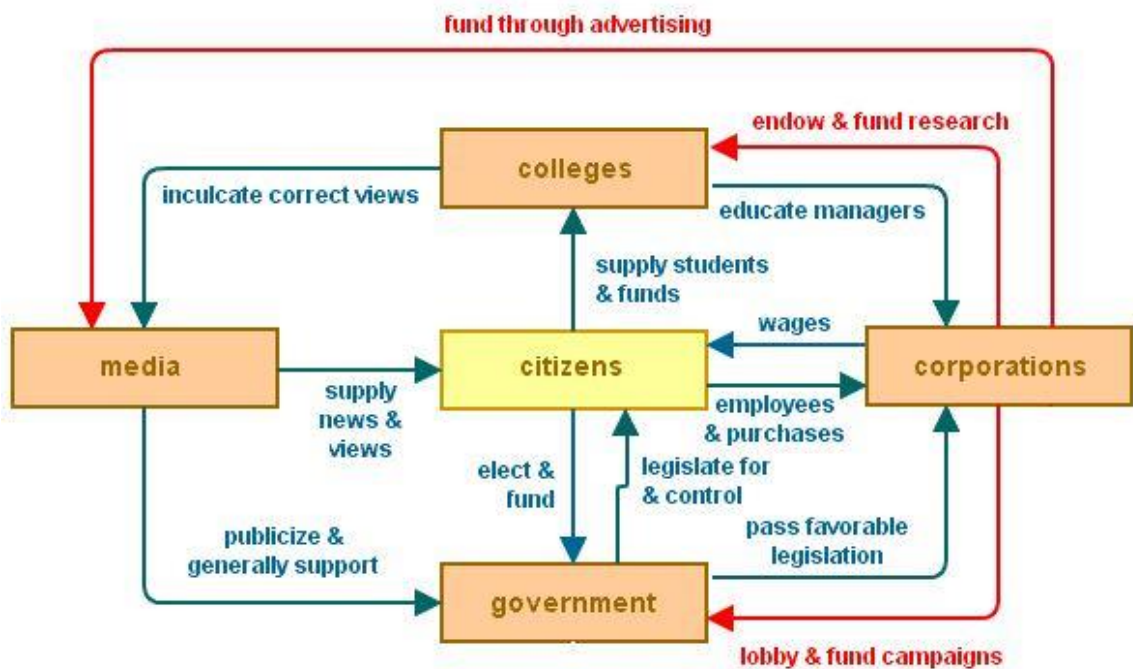 fund through advertising
endow & fund research
colleges
inculcate correct views
educate managers
supply students
& funds
wages
media
citizens
corporations
supply
news &
views
employees
& purchases
elect &
fund
legislate for
& control
publicize &
generally support
pass favorable
legislation
government
lobby & fund campaigns